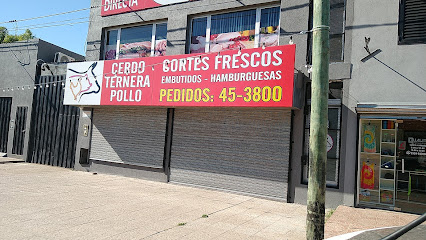 DIRECTA
CERDO
TERNERA
POLLO
CORTES FRESCOS
EMBUTIDOS - HAMBURGUESAS
PEDIDOS: 45-3800